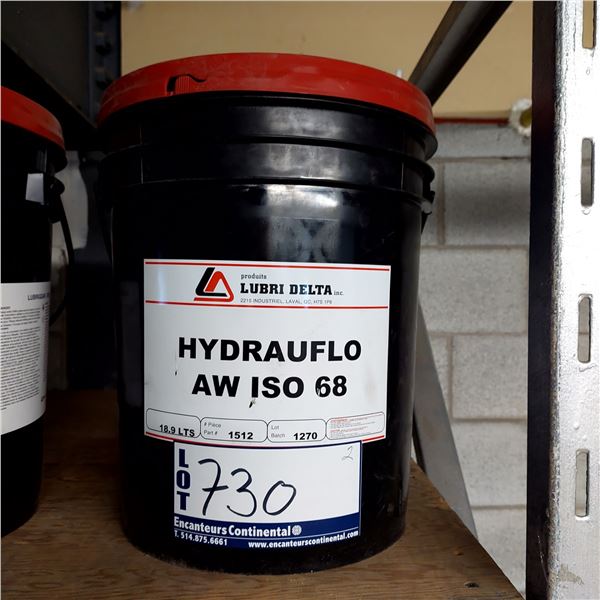 produits
LUBRI DELTA inc.
2215 INDUSTRIEL, LAVAL, QC, H7S 1P8
HYDRAUFLO
AW ISO 68
18.9 LTS
# Pièce
Part # 1512
Lot
Batch 1270
LOT 730
2
Encanteurs Continental
T. 514.875.6661
www.encanteurscontinental.com